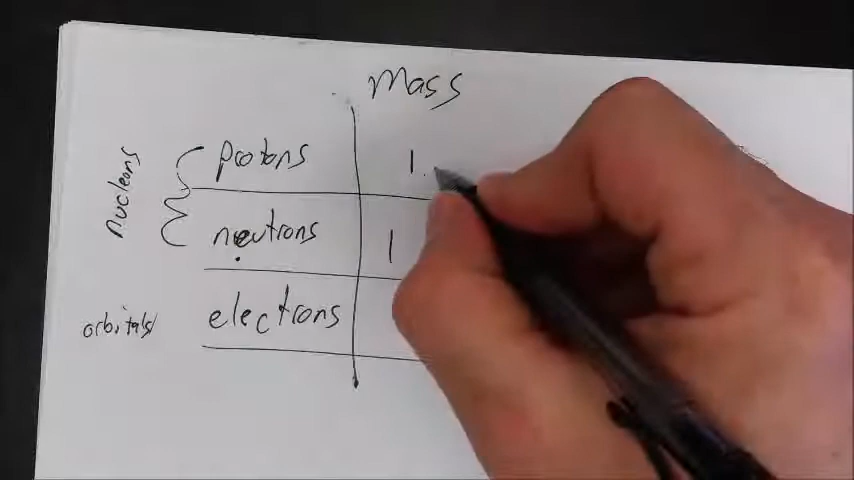 Mass
nucleons
protons 1.
neutrons 1
orbitals electrons